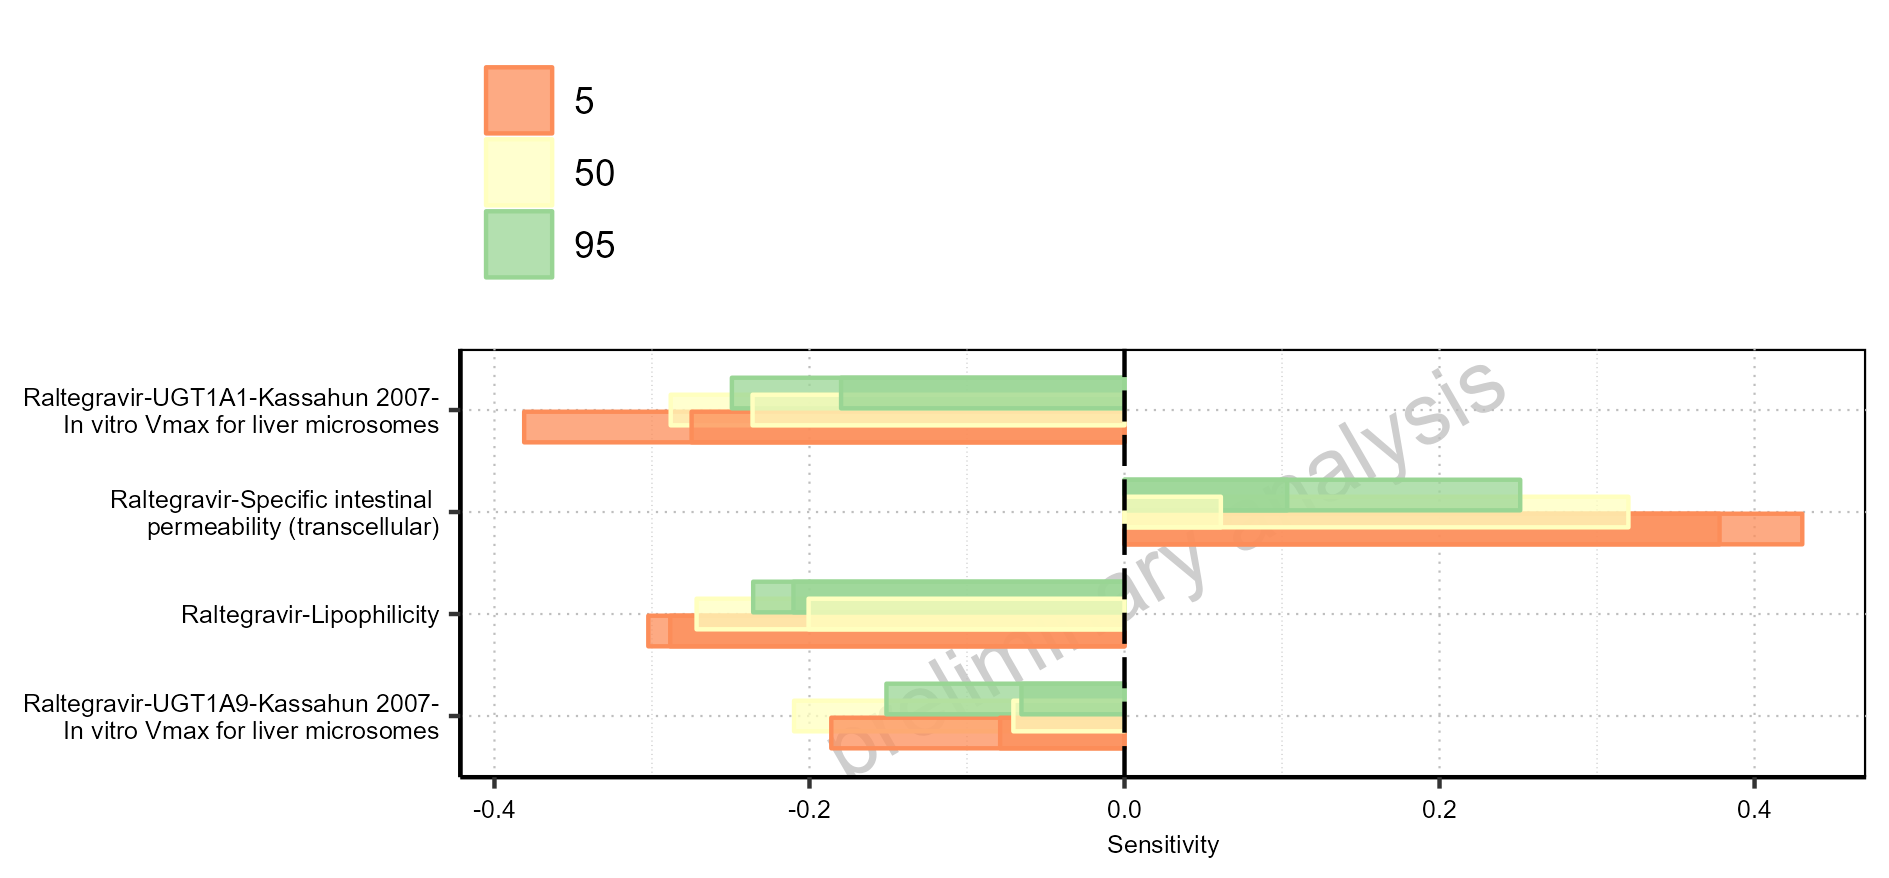 5
50
95
Raltegravir-UGT1A1-Kassahun 2007-
In vitro Vmax for liver microsomes
Raltegravir-Specific intestinal
permeability (transcellular)
Raltegravir-Lipophilicity
Raltegravir-UGT1A9-Kassahun 2007-
In vitro Vmax for liver microsomes
preliminary analysis
-0.4
-0.2
0.0
0.2
0.4
Sensitivity